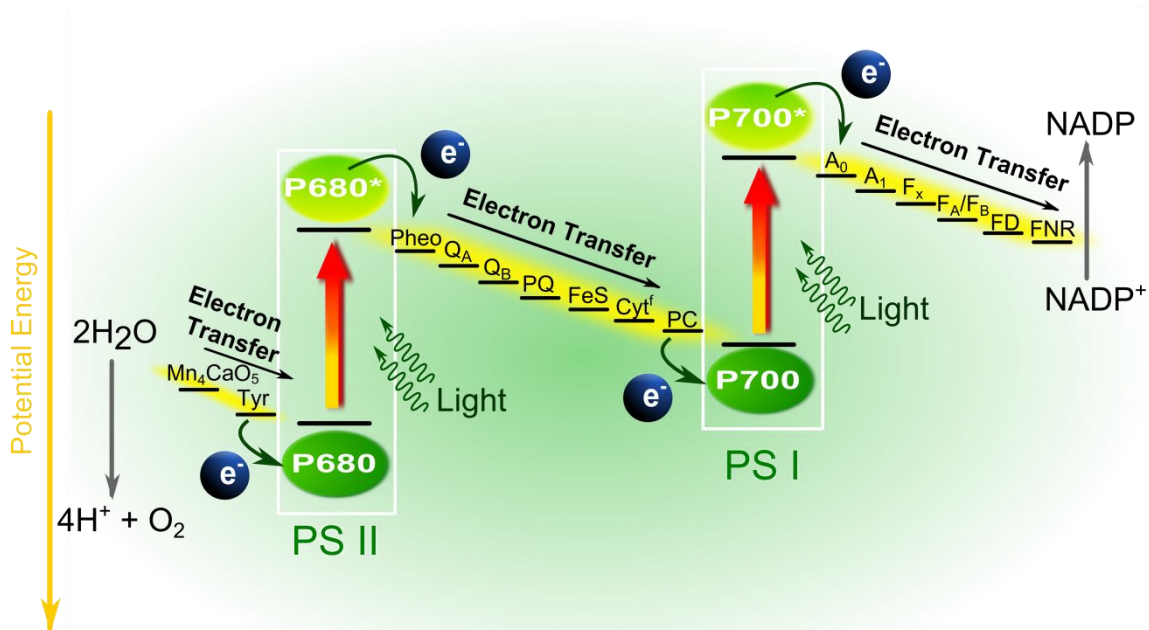 Potential Energy
2H₂O
4H⁺ + O₂
Electron
Transfer
Mn₄CaO₅
Tyr
e⁻
P680*
P680
PS II
Light
e⁻
Electron Transfer
Pheo
Q_A
Q_B
PQ
FeS
Cytᶠ
PC
e⁻
P700*
P700
PS I
Light
e⁻
Electron Transfer
A₀
A₁
Fₓ
F_A/F_B
FD
FNR
NADP
NADP⁺